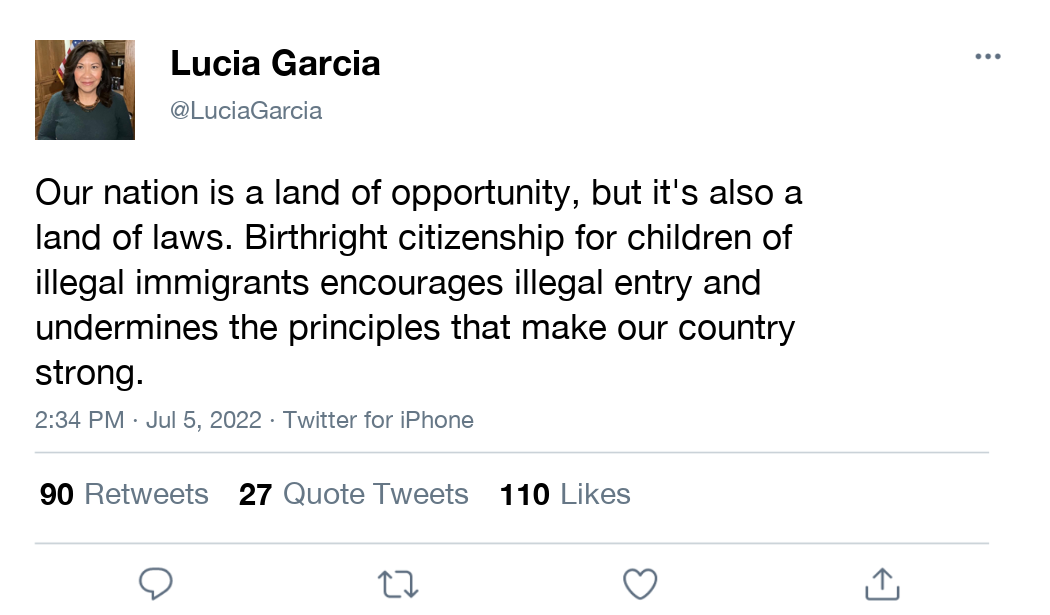 Lucia Garcia
@LuciaGarcia
Our nation is a land of opportunity, but it's also a
land of laws. Birthright citizenship for children of
illegal immigrants encourages illegal entry and
undermines the principles that make our country
strong.
2:34 PM · Jul 5, 2022 · Twitter for iPhone
90 Retweets 27 Quote Tweets 110 Likes